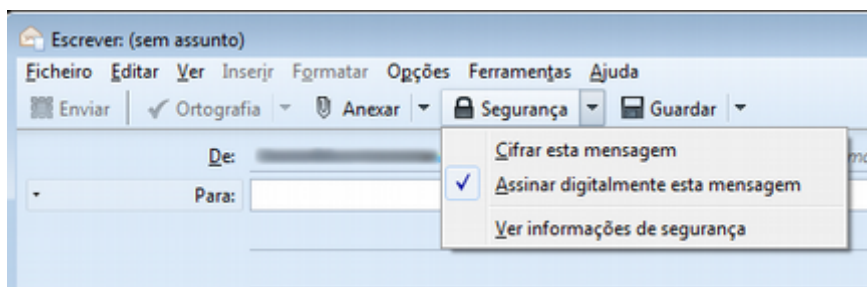 Escrever: (sem assunto)
Ficheiro Editar Ver Inserir Formatar Opções Ferramentas Ajuda
Enviar Ortografia Anexar Segurança Guardar
De:
Cifrar esta mensagem
Para:
Assinar digitalmente esta mensagem
Ver informações de segurança